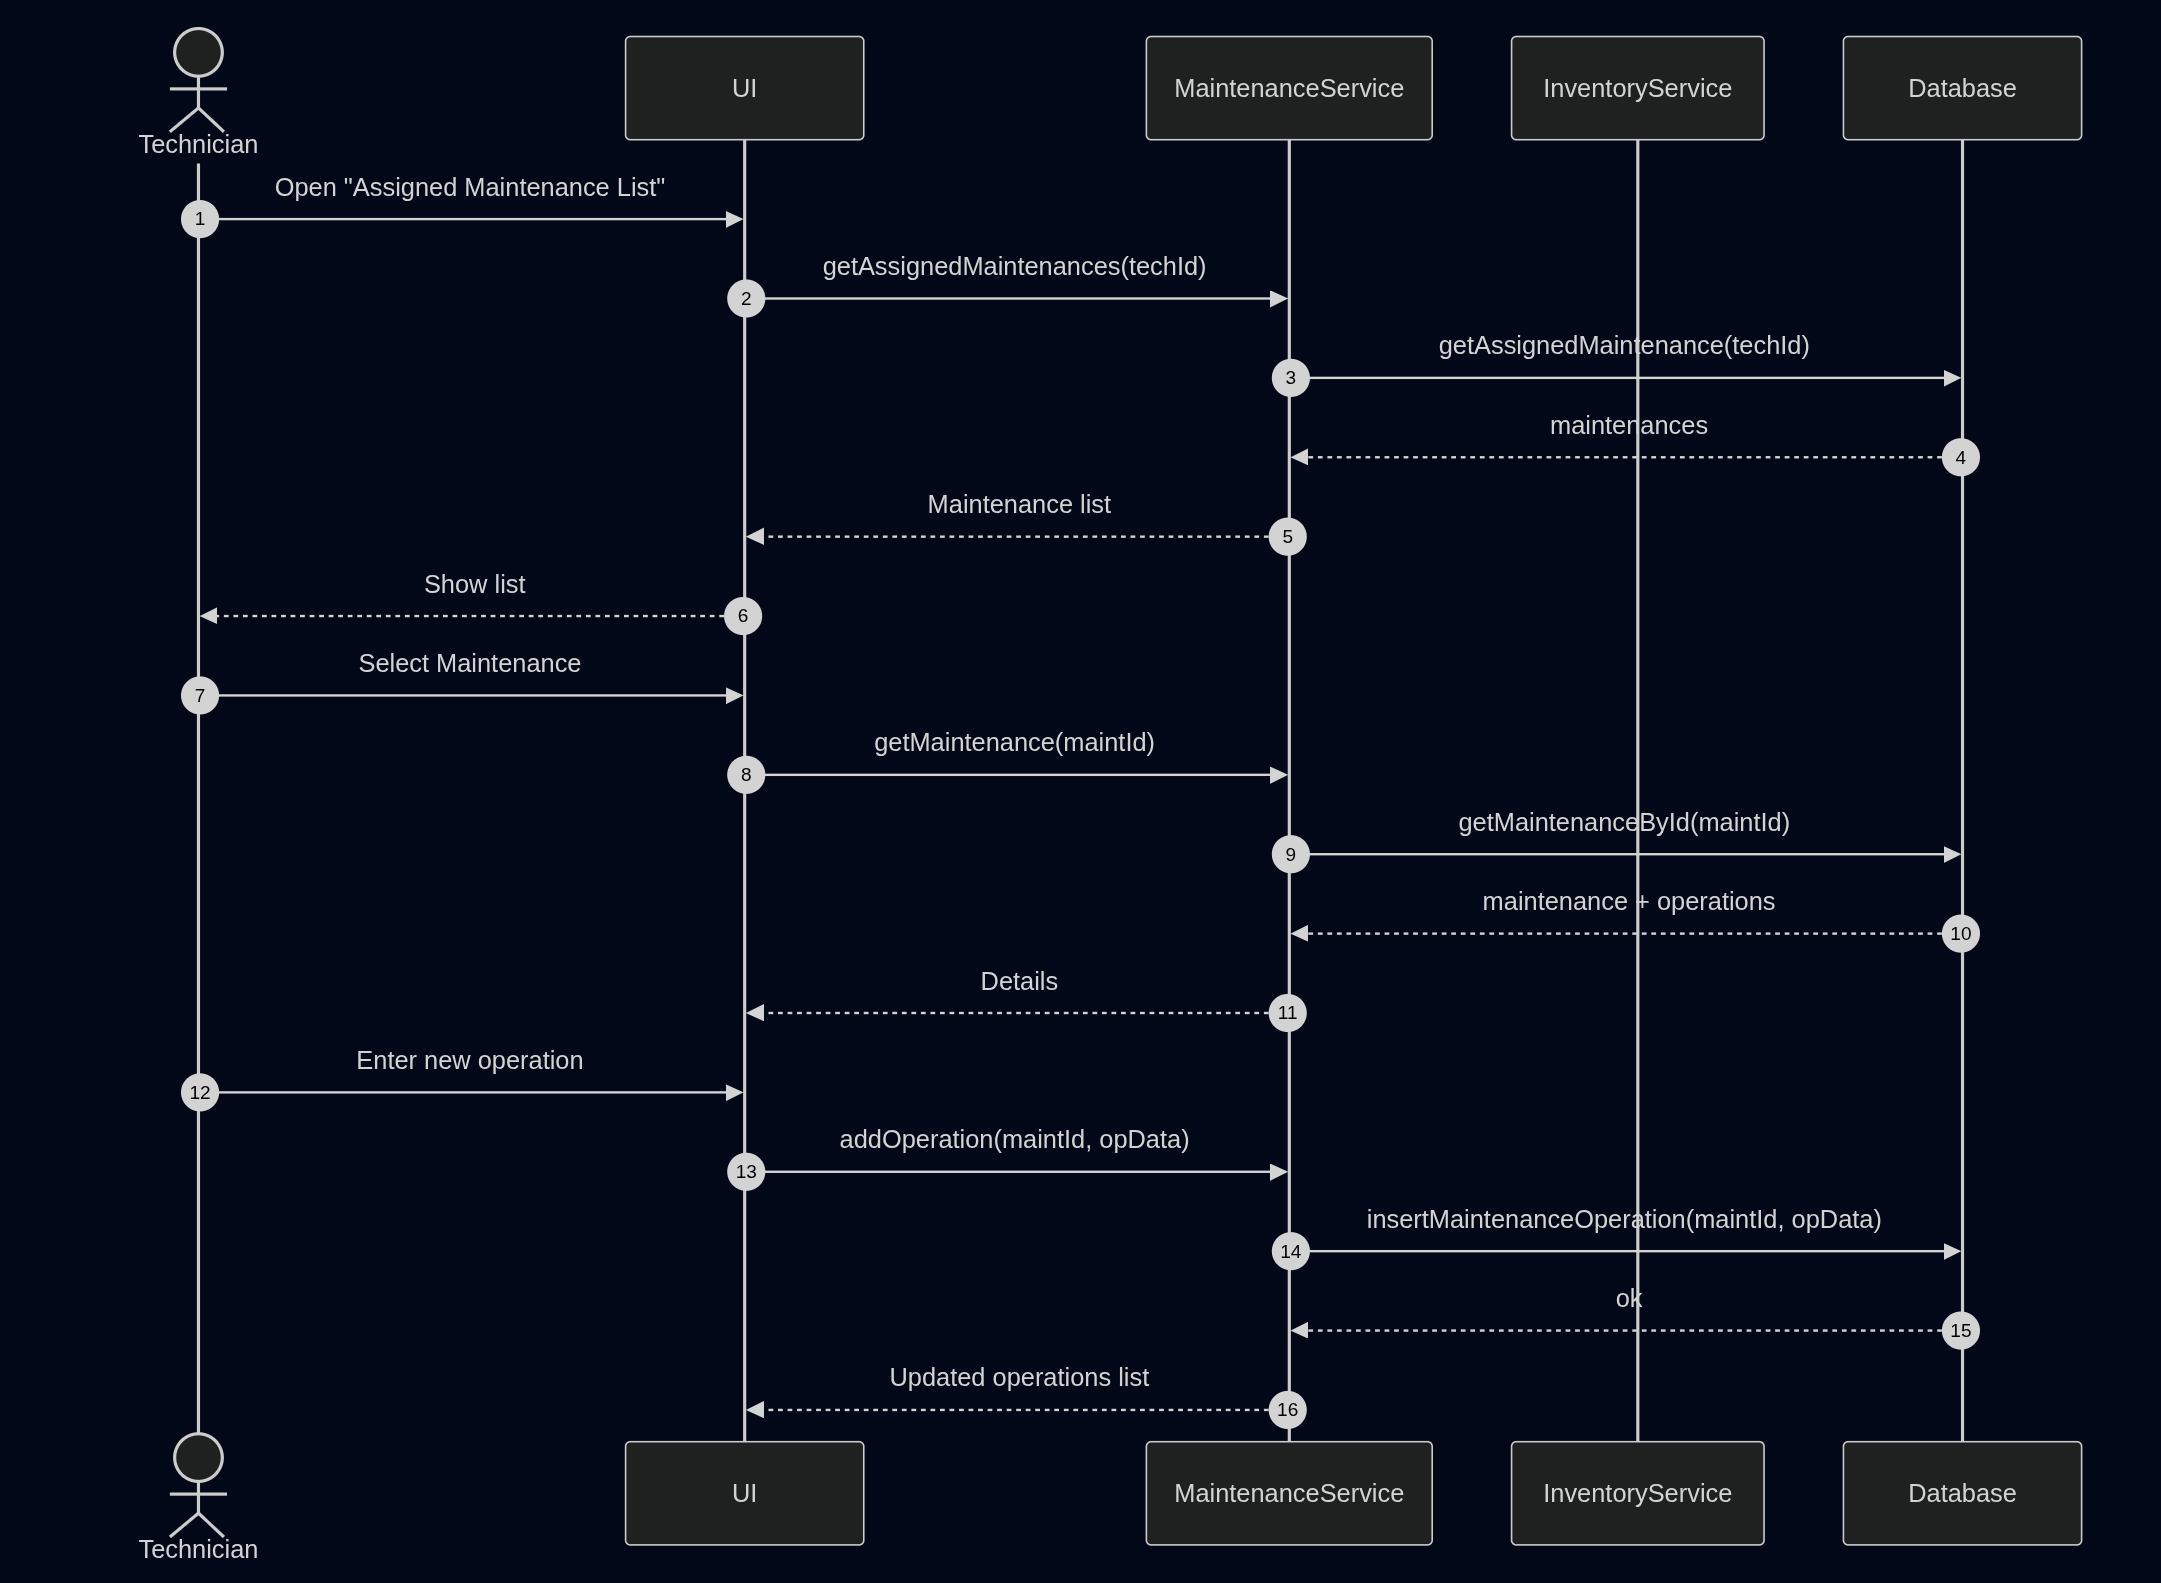 Technician
UI
MaintenanceService
InventoryService
Database
Open "Assigned Maintenance List"
1
getAssignedMaintenances(techId)
2
getAssignedMaintenance(techId)
3
maintenances
4
Maintenance list
5
Show list
6
Select Maintenance
7
getMaintenance(maintId)
8
getMaintenanceById(maintId)
9
maintenance + operations
10
Details
11
Enter new operation
12
addOperation(maintId, opData)
13
insertMaintenanceOperation(maintId, opData)
14
ok
15
Updated operations list
16
Technician
UI
MaintenanceService
InventoryService
Database